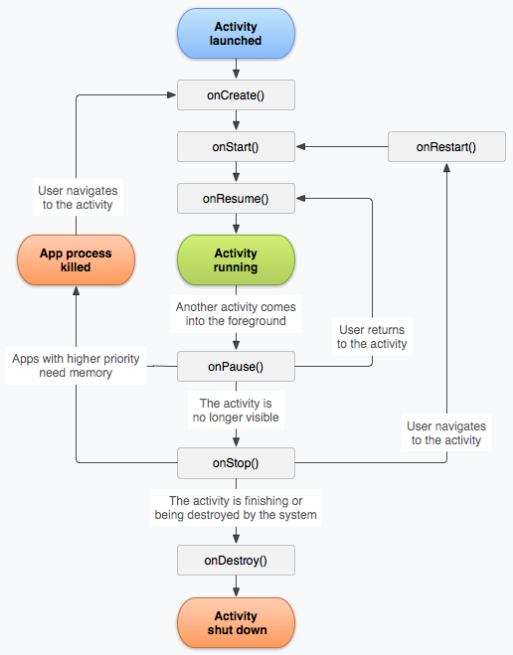 Activity
launched
onCreate()
onStart()
onRestart()
User navigates
to the activity
onResume()
App process
killed
Activity
running
Another activity comes
into the foreground
User returns
to the activity
Apps with higher priority
need memory
onPause()
The activity is
no longer visible
User navigates
to the activity
onStop()
The activity is finishing or
being destroyed by the system
onDestroy()
Activity
shut down